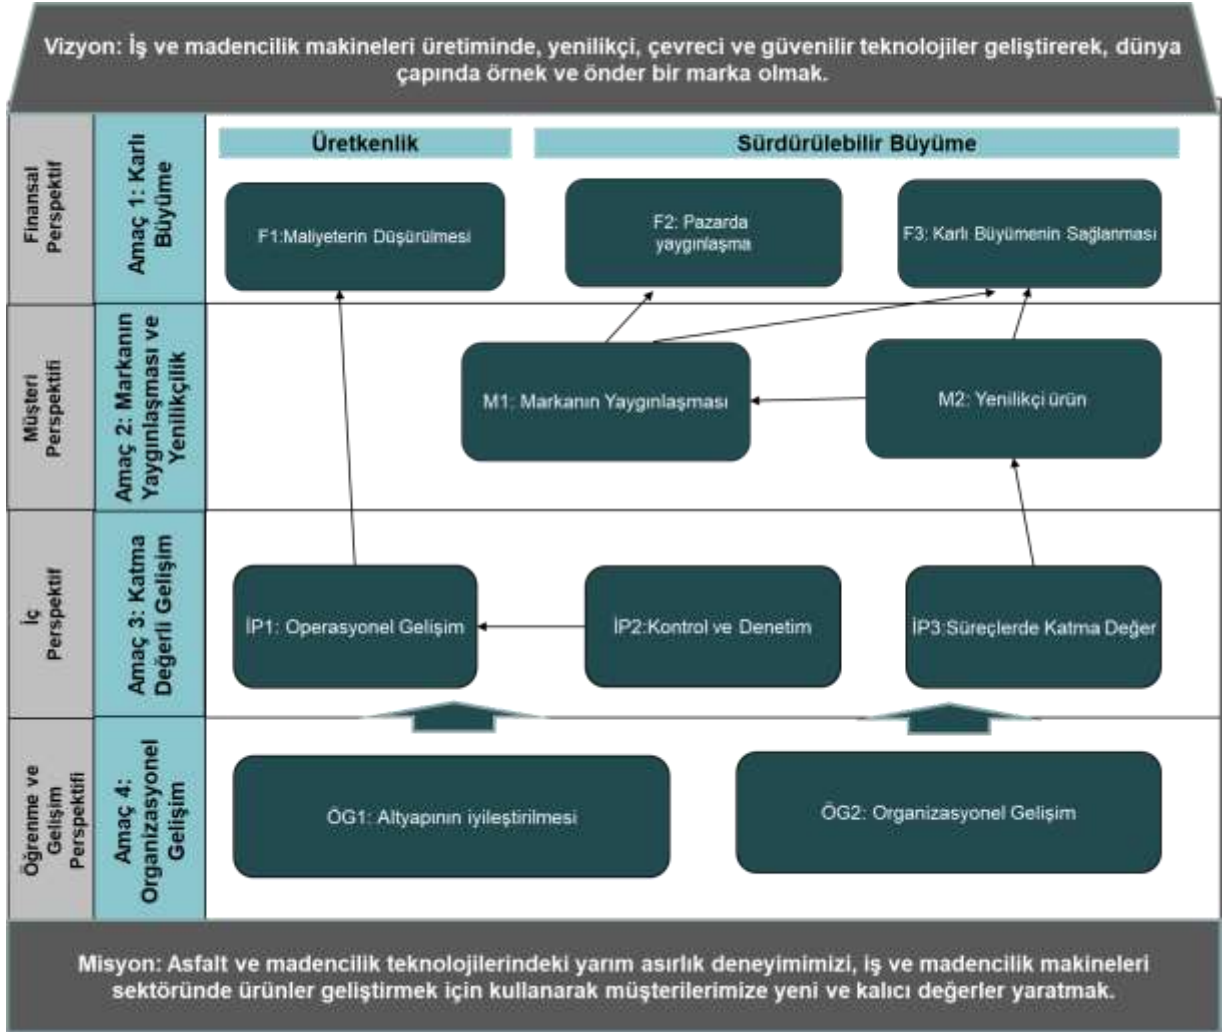 Vizyon: İş ve madencilik makineleri üretiminde, yenilikçi, çevreci ve güvenilir teknolojiler geliştirerek, dünya
çapında örnek ve önder bir marka olmak.
Finansal
Perspektif
Amaç 1: Karlı
Büyüme
Üretkenlik
Sürdürülebilir Büyüme
F1:Maliyeterin Düşürülmesi
F2: Pazarda
yaygınlaşma
F3: Karlı Büyümenin Sağlanması
Müşteri
Perspektifi
Amaç 2: Markanın
Yaygınlaşması ve
Yenilikçilik
M1: Markanın Yaygınlaşması
M2: Yenilikçi ürün
İç
Perspektif
Amaç 3: Katma
Değerli Gelişim
İP1: Operasyonel Gelişim
İP2:Kontrol ve Denetim
İP3:Süreçlerde Katma Değer
Öğrenme ve
Gelişim
Perspektifi
Amaç 4:
Organizasyonel
Gelişim
ÖG1: Altyapının iyileştirilmesi
ÖG2: Organizasyonel Gelişim
Misyon: Asfalt ve madencilik teknolojilerindeki yarım asırlık deneyimimizi, iş ve madencilik makineleri
sektöründe ürünler geliştirmek için kullanarak müşterilerimize yeni ve kalıcı değerler yaratmak.